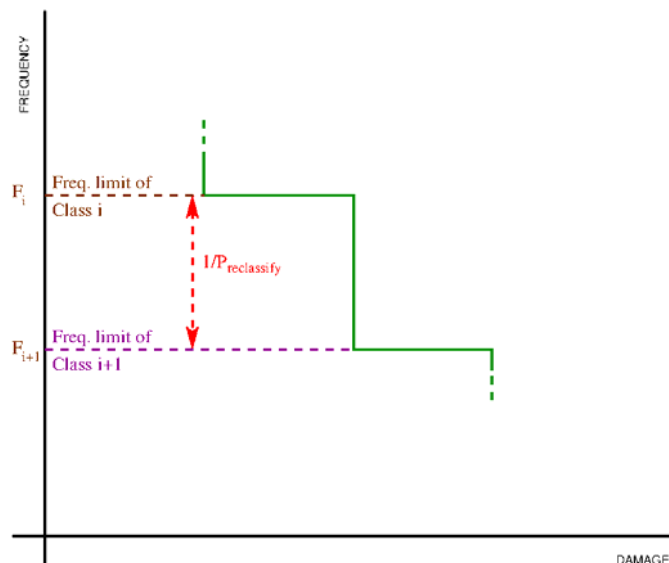 FREQUENCY
F_i
Freq. limit of
Class i
1/P_reclassify
F_i+1
Freq. limit of
Class i+1
DAMAGE